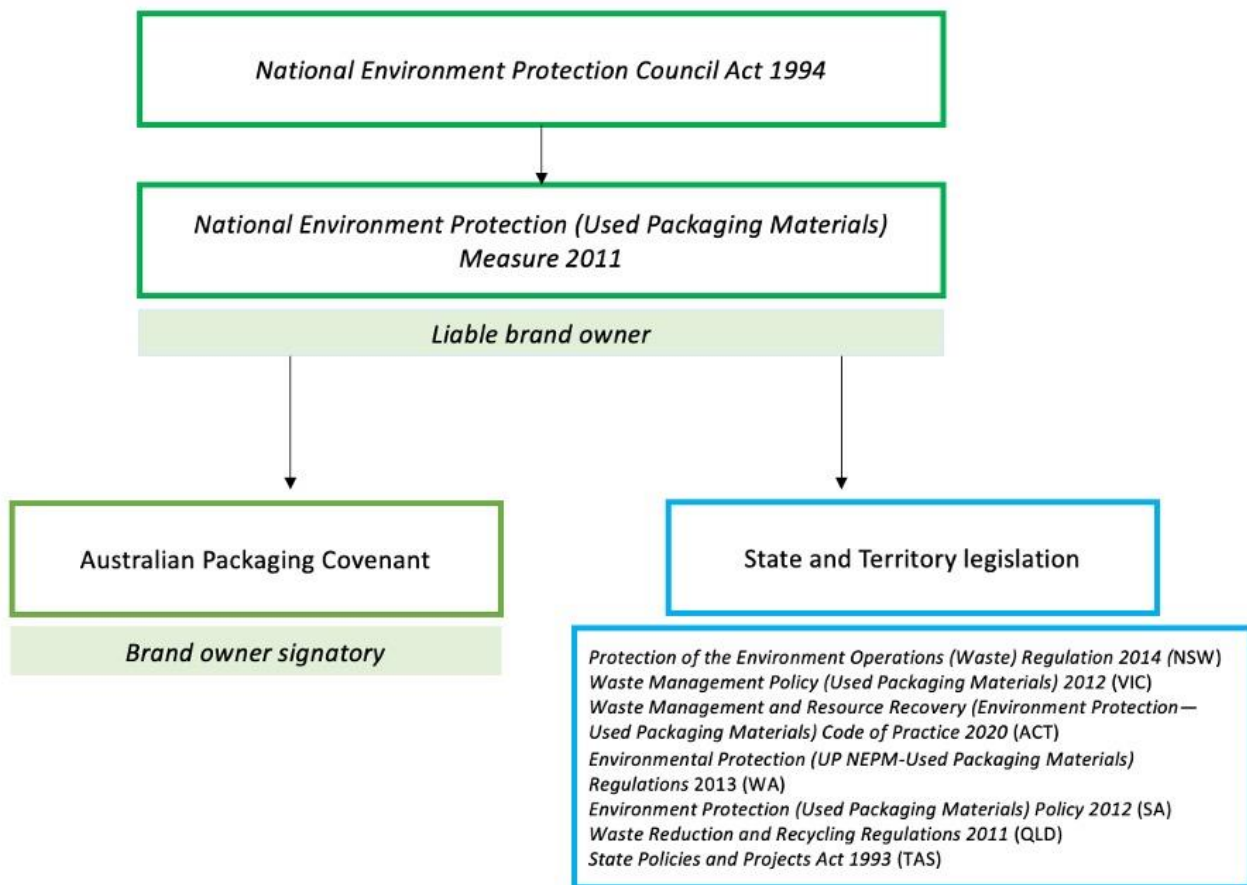 National Environment Protection Council Act 1994
National Environment Protection (Used Packaging Materials)
Measure 2011
Liable brand owner
Australian Packaging Covenant
Brand owner signatory
State and Territory legislation
Protection of the Environment Operations (Waste) Regulation 2014 (NSW)
Waste Management Policy (Used Packaging Materials) 2012 (VIC)
Waste Management and Resource Recovery (Environment Protection—
Used Packaging Materials) Code of Practice 2020 (ACT)
Environmental Protection (UP NEPM-Used Packaging Materials)
Regulations 2013 (WA)
Environment Protection (Used Packaging Materials) Policy 2012 (SA)
Waste Reduction and Recycling Regulations 2011 (QLD)
State Policies and Projects Act 1993 (TAS)